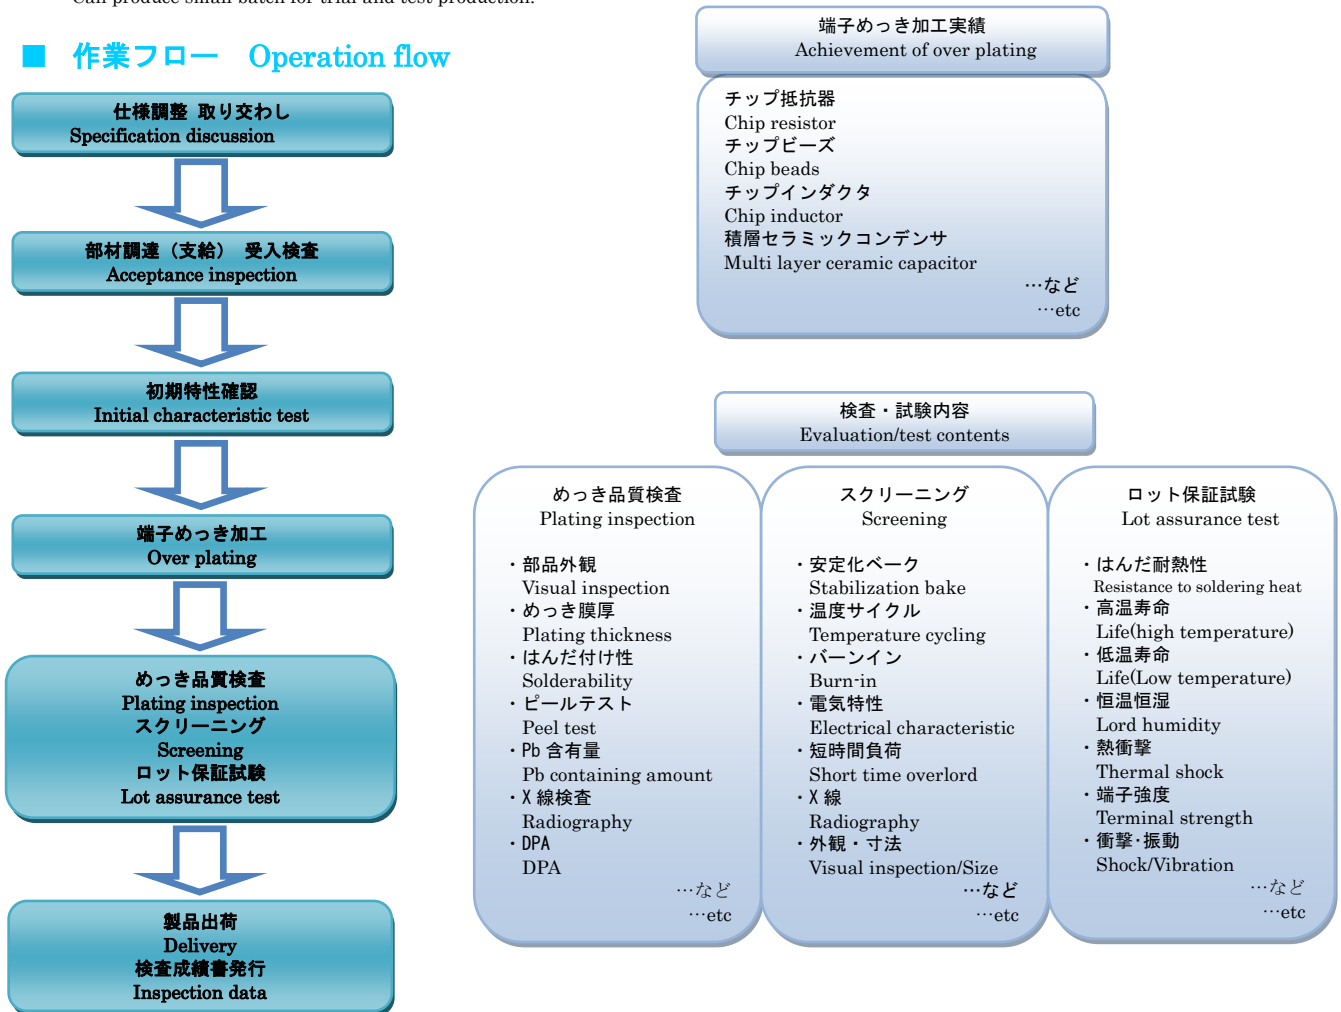 Can produce small batch for trial and test production.
■ 作業フロー Operation flow
仕様調整 取り交わし
Specification discussion
部材調達（支給） 受入検査
Acceptance inspection
初期特性確認
Initial characteristic test
端子めっき加工
Over plating
めっき品質検査
Plating inspection
スクリーニング
Screening
ロット保証試験
Lot assurance test
製品出荷
Delivery
検査成績書発行
Inspection data
端子めっき加工実績
Achievement of over plating
チップ抵抗器
Chip resistor
チップビーズ
Chip beads
チップインダクタ
Chip inductor
積層セラミックコンデンサ
Multi layer ceramic capacitor
…など
…etc
検査・試験内容
Evaluation/test contents
めっき品質検査
Plating inspection
・部品外観
Visual inspection
・めっき膜厚
Plating thickness
・はんだ付け性
Solderability
・ピールテスト
Peel test
・Pb 含有量
Pb containing amount
・X 線検査
Radiography
・DPA
DPA
…など
…etc
スクリーニング
Screening
・安定化ベーク
Stabilization bake
・温度サイクル
Temperature cycling
・バーンイン
Burn-in
・電気特性
Electrical characteristic
・短時間負荷
Short time overlord
・X 線
Radiography
・外観・寸法
Visual inspection/Size
…など
…etc
ロット保証試験
Lot assurance test
・はんだ耐熱性
Resistance to soldering heat
・高温寿命
Life(high temperature)
・低温寿命
Life(Low temperature)
・恒温恒湿
Lord humidity
・熱衝撃
Thermal shock
・端子強度
Terminal strength
・衝撃･振動
Shock/Vibration
…など
…etc